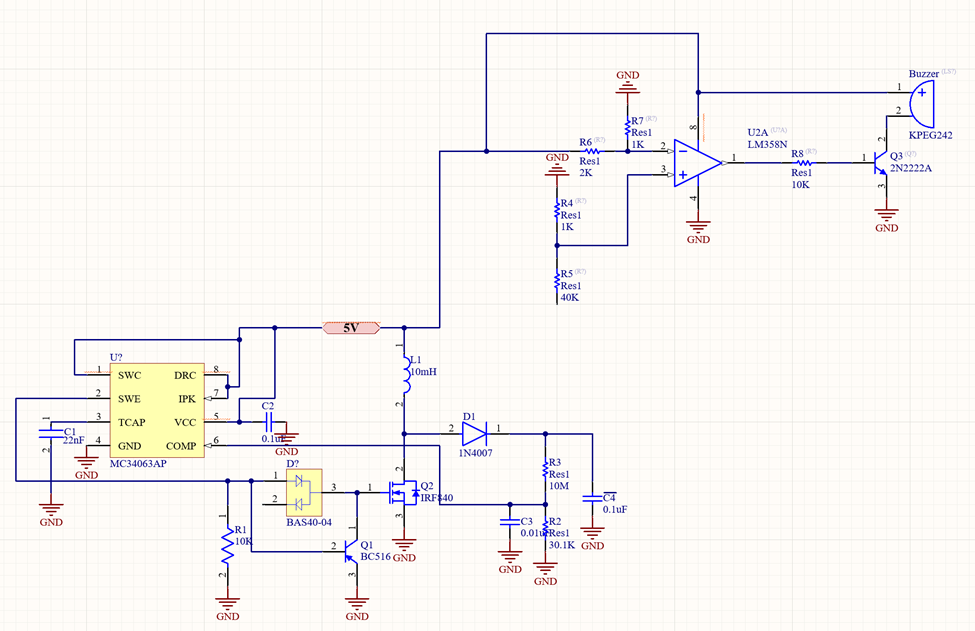 Buzzer (LS?)
1
2
KPEG242
GND
R7 (R?)
Res1
1K
8
U2A (U?A)
LM358N
R6 (R?)
Res1
2K
2
3
1
4
GND
R8 (R?)
Res1
10K
2
1
Q3 (Q?)
2N2222A
3
GND
GND
R4 (R?)
Res1
1K
R5 (R?)
Res1
40K
5V
U?
1 SWC DRC 8
2 SWE IPK 7
3 TCAP VCC 5
4 GND COMP 6
MC34063AP
GND
1
C1
22nF
2
GND
C2
0.1uF
GND
1
L1
10mH
2
D1
2 1
1N4007
R3
Res1
10M
C4
0.1uF
GND
D?
1
2
3
BAS40-04
2
1
Q2
IRF840
3
GND
C3
0.01uF
GND
R2
Res1
30.1K
GND
1
R1
10K
2
GND
1
2
Q1
BC516
3
GND